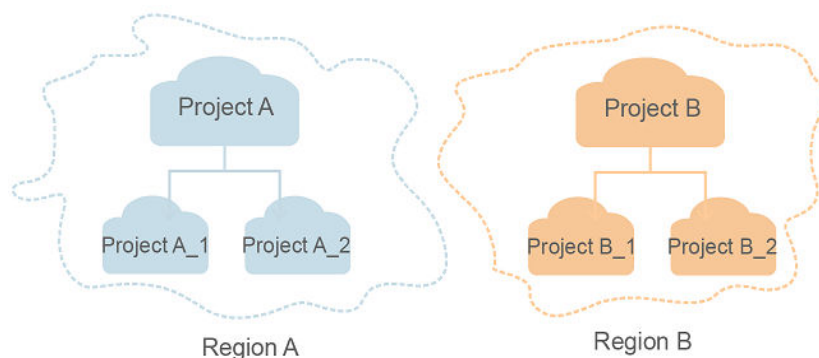 Project A
Project A_1
Project A_2
Region A
Project B
Project B_1
Project B_2
Region B